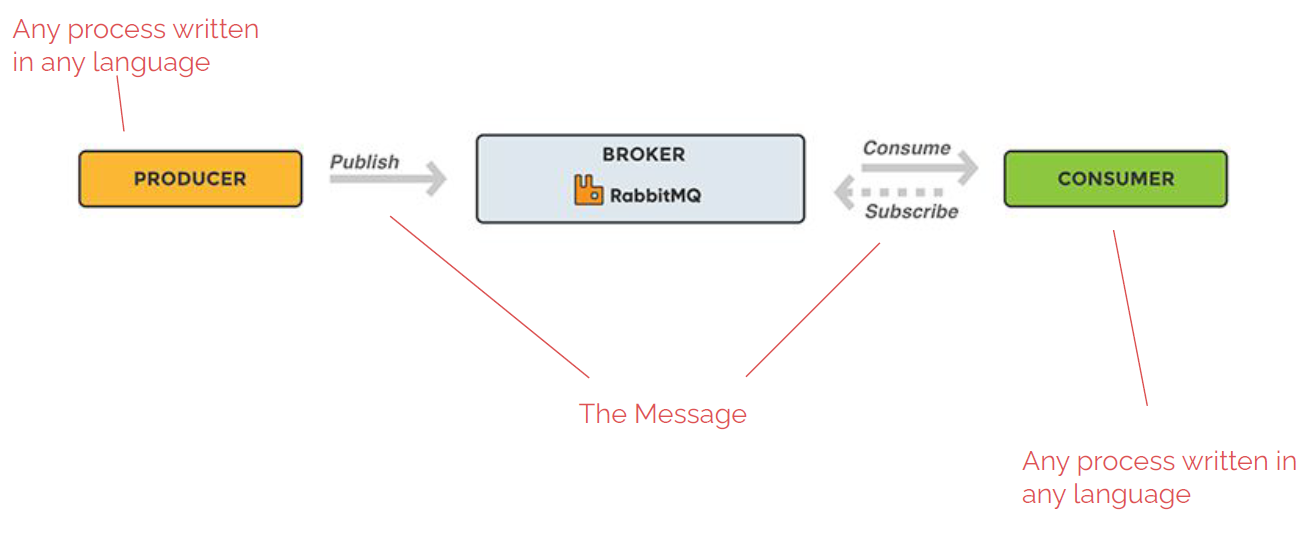 Any process written
in any language
PRODUCER
Publish
BROKER
RabbitMQ
Consume
Subscribe
CONSUMER
The Message
Any process written in
any language